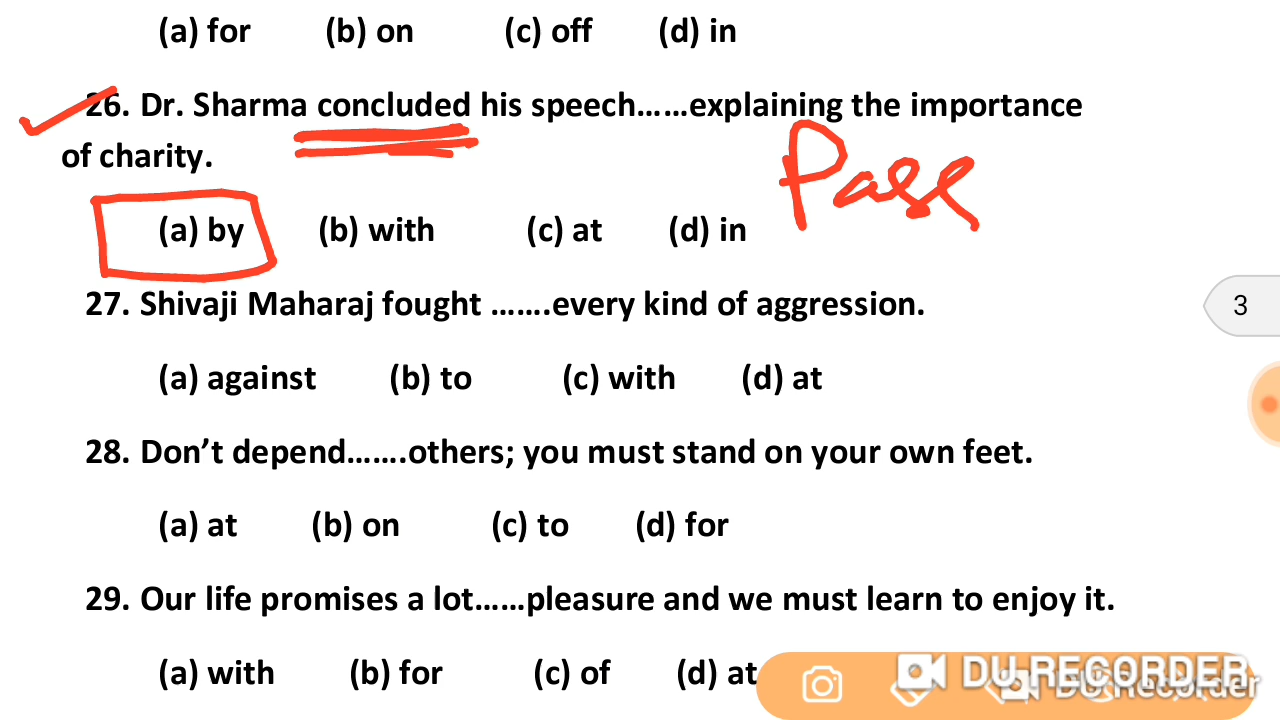 (a) for (b) on (c) off (d) in
26. Dr. Sharma concluded his speech......explaining the importance
of charity.
Pass
(a) by (b) with (c) at (d) in
27. Shivaji Maharaj fought .......every kind of aggression.
3
(a) against (b) to (c) with (d) at
28. Don’t depend.......others; you must stand on your own feet.
(a) at (b) on (c) to (d) for
29. Our life promises a lot......pleasure and we must learn to enjoy it.
(a) with (b) for (c) of (d) at
DU RECORDER
DU Recorder